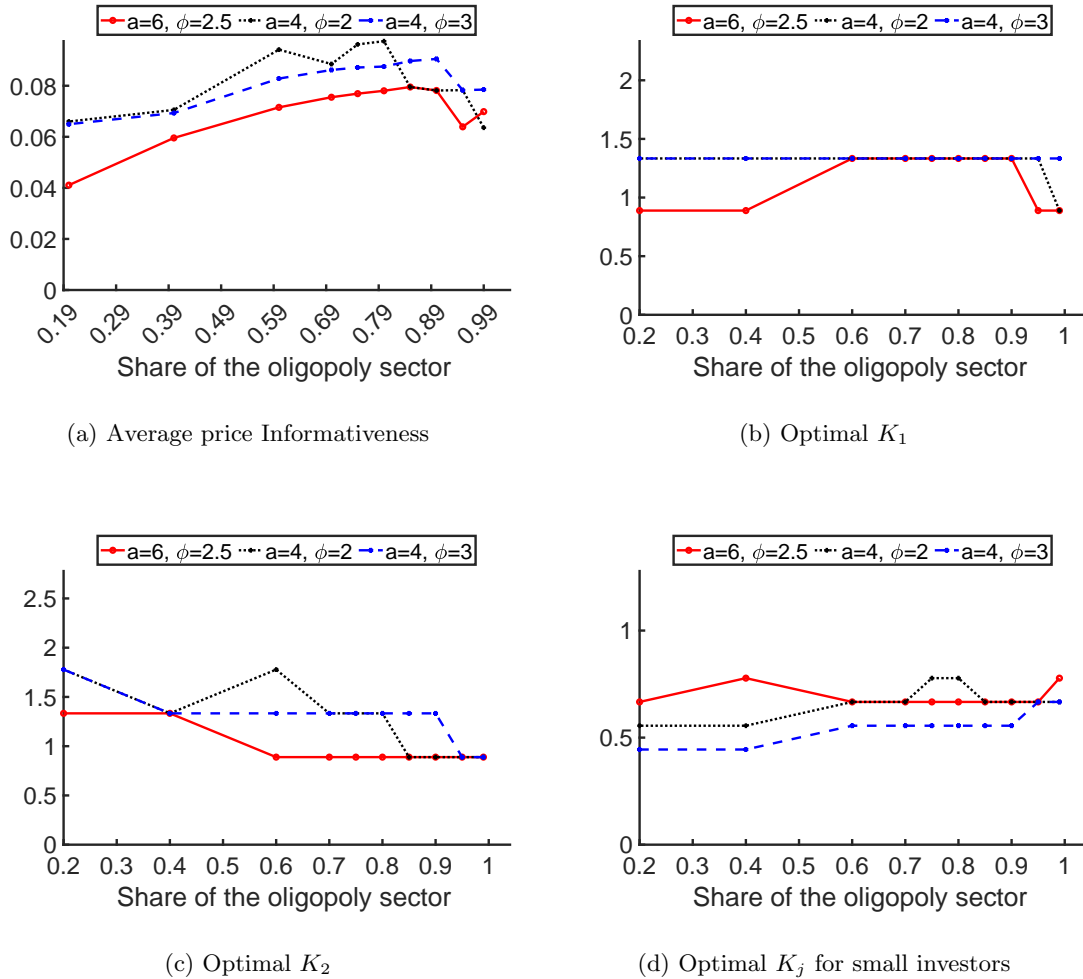 a=6, ϕ=2.5 a=4, ϕ=2 a=4, ϕ=3
0.08
0.06
0.04
0.02
0
0.19 0.29 0.39 0.49 0.59 0.69 0.79 0.89 0.99
Share of the oligopoly sector
(a) Average price Informativeness
a=6, ϕ=2.5 a=4, ϕ=2 a=4, ϕ=3
2
1.5
1
0.5
0
0.2 0.3 0.4 0.5 0.6 0.7 0.8 0.9 1
Share of the oligopoly sector
(b) Optimal K₁
a=6, ϕ=2.5 a=4, ϕ=2 a=4, ϕ=3
2.5
2
1.5
1
0.5
0
0.2 0.3 0.4 0.5 0.6 0.7 0.8 0.9 1
Share of the oligopoly sector
(c) Optimal K₂
a=6, ϕ=2.5 a=4, ϕ=2 a=4, ϕ=3
1
0.5
0
0.2 0.3 0.4 0.5 0.6 0.7 0.8 0.9 1
Share of the oligopoly sector
(d) Optimal Kⱼ for small investors